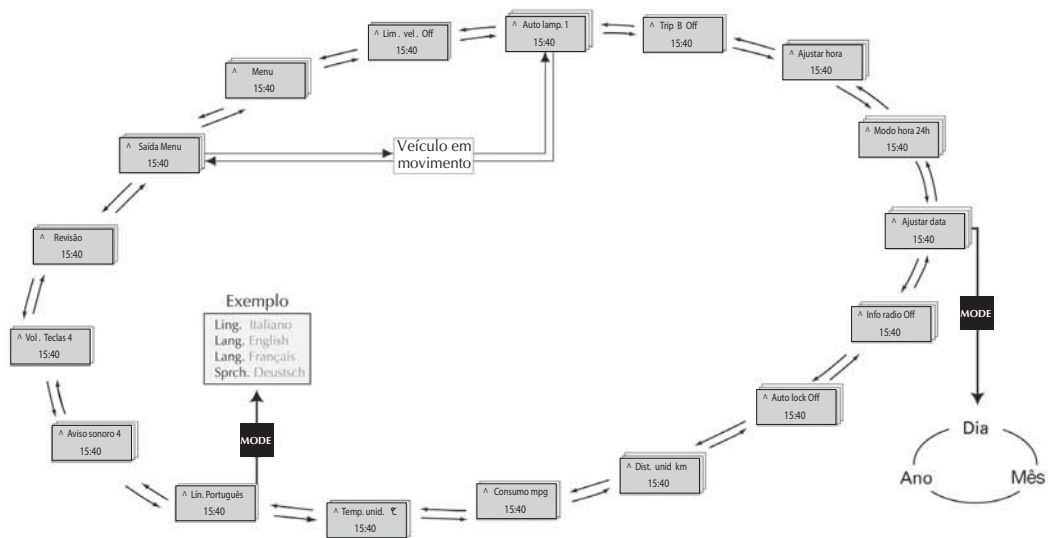 ^ Lim . vel . Off
15:40
^ Auto lamp. 1
15:40
^ Trip B Off
15:40
^ Ajustar hora
15:40
^ Menu
15:40
^ Modo hora 24h
15:40
^ Saída Menu
15:40
Veículo em
movimento
^ Ajustar data
15:40
^ Revisão
15:40
MODE
Dia
Mês
Ano
^ Info radio Off
15:40
Exemplo
Ling. Italiano
Lang. English
Lang. Français
Sprch. Deustsch
MODE
^ Vol . Teclas 4
15:40
^ Auto lock Off
15:40
^ Aviso sonoro 4
15:40
^ Dist. unid km
15:40
^ Lín. Português
15:40
^ Temp. unid. °C
15:40
^ Consumo mpg
15:40